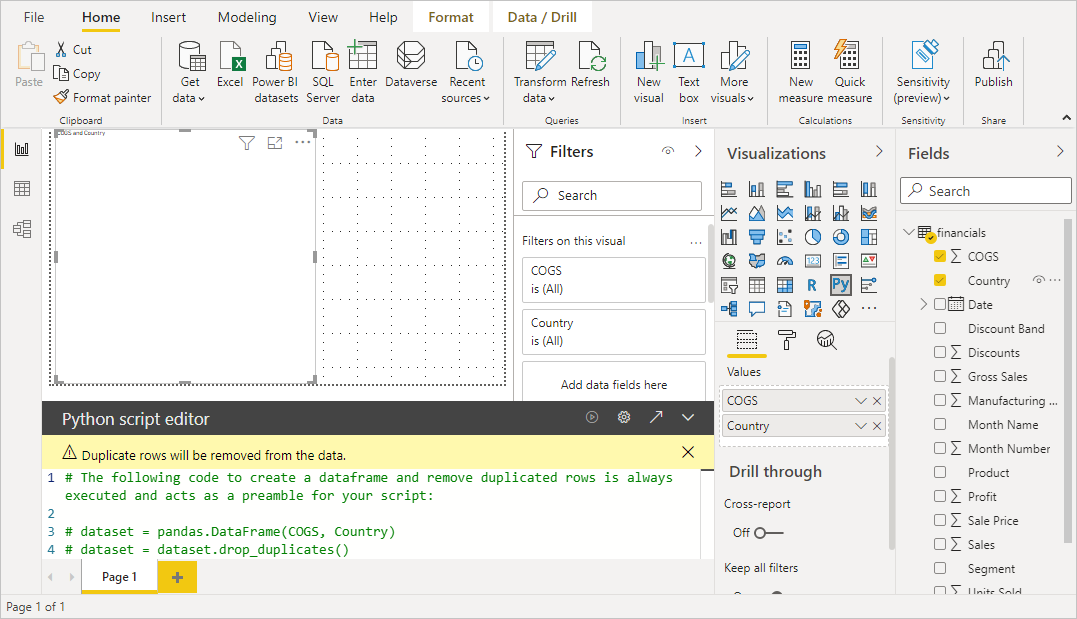 File Home Insert Modeling View Help Format Data / Drill
Paste
Cut
Copy
Format painter
Clipboard
Get data
Excel
Power BI datasets
SQL Server
Enter data
Dataverse
Recent sources
Data
Transform data
Refresh
Queries
New visual
Text box
More visuals
Insert
New measure
Quick measure
Calculations
Sensitivity (preview)
Sensitivity
Publish
Share
COGS and Country
Filters
Search
Filters on this visual
...
COGS
is (All)
Country
is (All)
Add data fields here
Python script editor
Duplicate rows will be removed from the data.
1 # The following code to create a dataframe and remove duplicated rows is always
executed and acts as a preamble for your script:
2
3 # dataset = pandas.DataFrame(COGS, Country)
4 # dataset = dataset.drop_duplicates()
Page 1
+
Page 1 of 1
Visualizations
123
R
Py
Values
COGS
Country
Drill through
Cross-report
Off
Keep all filters
Fields
Search
financials
COGS
Country
Date
Discount Band
Discounts
Gross Sales
Manufacturing ...
Month Name
Month Number
Product
Profit
Sale Price
Sales
Segment
Units Sold